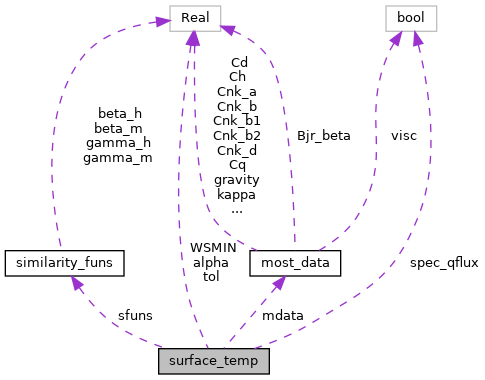 Real
bool
beta_h
beta_m
gamma_h
gamma_m
Cd
Ch
Cnk_a
Cnk_b
Cnk_b1
Cnk_b2
Cnk_d
Cq
gravity
kappa
...
Bjr_beta
visc
similarity_funs
WSMIN
alpha
tol
most_data
spec_qflux
sfuns
mdata
surface_temp